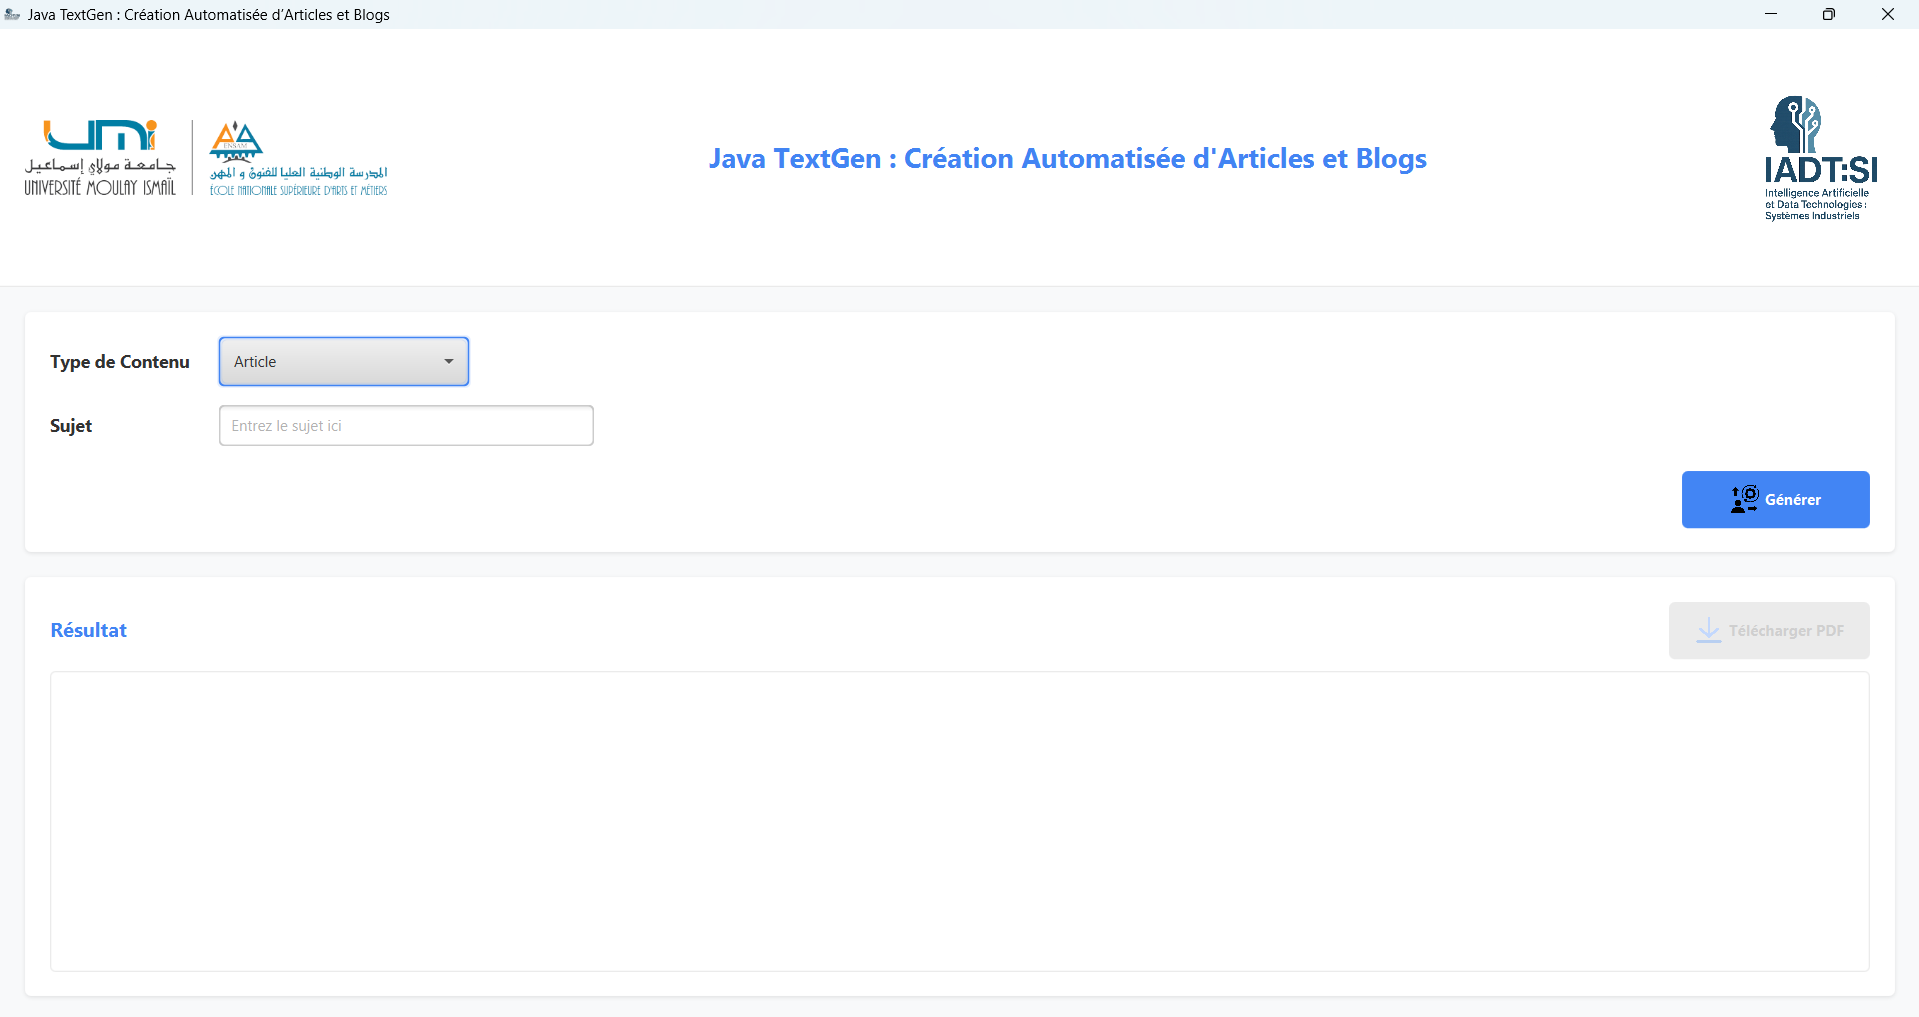 Java TextGen : Création Automatisée d'Articles et Blogs
umi
جامعة مولاي إسماعيل
UNIVERSITÉ MOULAY ISMAÏL
ENSAM
المدرسة الوطنية العليا للفنون و المهن
ÉCOLE NATIONALE SUPÉRIEURE D'ARTS ET MÉTIERS
Java TextGen : Création Automatisée d'Articles et Blogs
IADT:SI
Intelligence Artificielle
et Data Technologies :
Systèmes Industriels
Type de Contenu
Article
Sujet
Entrez le sujet ici
Générer
Résultat
Télécharger PDF